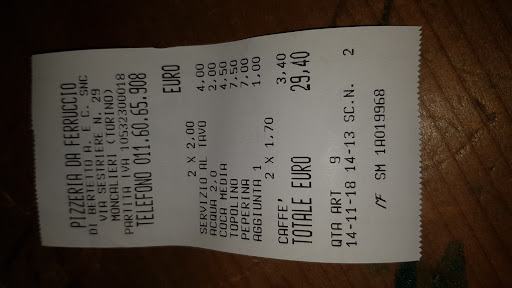 PIZZERIA DA FERRUCCIO
DI BERTETTO A. E C. SNC
VIA SESTRIERE N. 29
MONCALIERI (TORINO)
PARTITA IVA 10532300018
TELEFONO 011.60.65.908
EURO
2 X 2,00
SERVIZIO AL TAVO 4,00
ACQUA 2,0 2,00
COCA MEDIA 4,50
TOPOLINO 7,50
PEPERINA 7,00
AGGIUNTA 1 1,00
2 X 1,70
CAFFE' 3,40
TOTALE EURO 29,40
QTA ART 9
14-11-18 14-13 SC.N. 2
/F SM 1A019968